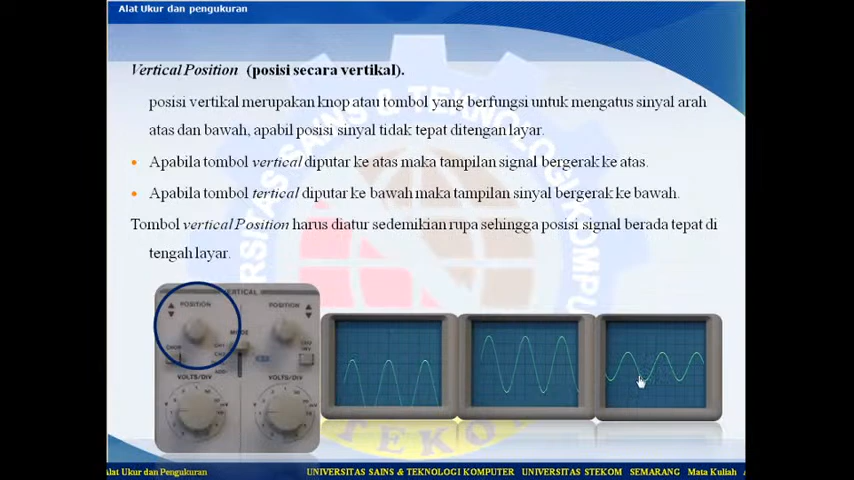 Alat Ukur dan pengukuran
Vertical Position (posisi secara vertikal).
posisi vertikal merupakan knop atau tombol yang berfungsi untuk mengatus sinyal arah
atas dan bawah, apabil posisi sinyal tidak tepat ditengan layar.
Apabila tombol vertical diputar ke atas maka tampilan signal bergerak ke atas.
Apabila tombol tertical diputar ke bawah maka tampilan sinyal bergerak ke bawah.
Tombol vertical Position harus diatur sedemikian rupa sehingga posisi signal berada tepat di
tengah layar.
VERTICAL
POSITION POSITION
MODE
VOLTS/DIV VOLTS/DIV
Alat Ukur dan Pengukuran UNIVERSITAS SAINS & TEKNOLOGI KOMPUTER UNIVERSITAS STEKOM SEMARANG Mata Kuliah